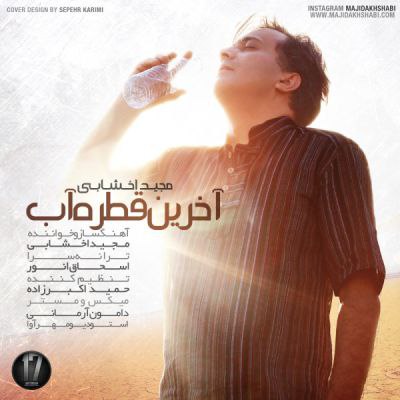 COVER DESIGN BY SEPEHR KARIMI
INSTAGRAM MAJIDAKHSHABI
WWW.MAJIDAKHSHABI.COM
مجید اخشابی
آخرین قطره آب
آهنگساز و خواننده
مجید اخشابی
ترانه سرا
اسحاق انور
تنظیم کننده
حمید اکبرزاده
میکس و مستر
دامون آرمانی
استودیو مهرآوا
17